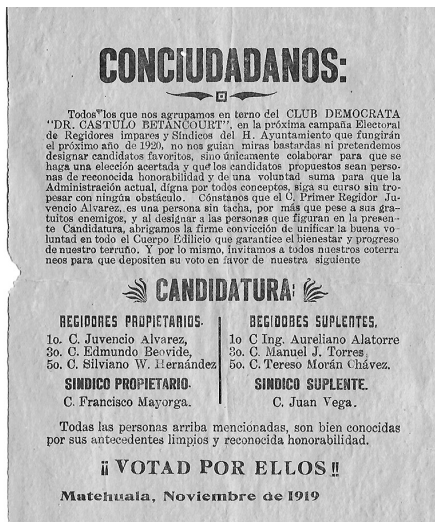 CONCIUDADANOS:
Todos los que nos agrupamos en terno del CLUB DEMOCRATA
"DR. CASTULO BETANCOURT", en la próxima campaña Electoral
de Regidores impares y Síndicos del H. Ayuntamiento que fungirán
el próximo año de 1920, no nos guian miras bastardas ni pretendemos
designar candidatos favoritos, sino únicamente colaborar para que se
haga una elección acertada y que los candidatos propuestos sean perso-
nas de reconocida honorabilidad y de una voluntad suma para que la
Administración actual, dígna por todos conceptos, siga su curso sin tro-
pesar con ningún obstáculo. Cónstanos que el C. Primer Regidor Ju-
vencio Alvarez, es una persona sin tacha, por más que pese a sus gra-
tuitos enemigos, y al designar a las personas que figuran en la presen-
te Candidatura, abrigamos la firme convicción de unificar la buena vo-
luntad en todo el Cuerpo Edilicio que garantice el bienestar y progreso
de nuestro terruño. Y por lo mismo, invitamos a todos nuestros coterra
neos para que depositen su voto en favor de nuestra siguiente
CANDIDATURA:
REGIDORES PROPIETARIOS.
1o. C. Juvencio Alvarez,
3o. C. Edmundo Beovide,
5o. C. Silviano W. Hernández
SINDICO PROPIETARIO.
C. Francisco Mayorga.
REGIDOBES SUPLENTES,
1o C Ing. Aureliano Alatorre
3o. C. Manuel J. Torres,
5o. C. Tereso Morán Chávez.
SINDICO SUPLENTE.
C. Juan Vega.
Todas las personas arriba mencionadas, son bien conocidas
por sus antecedentes limpios y reconocida honorabilidad.
¡¡ VOTAD POR ELLOS !!
Matehuala, Noviembre de 1919